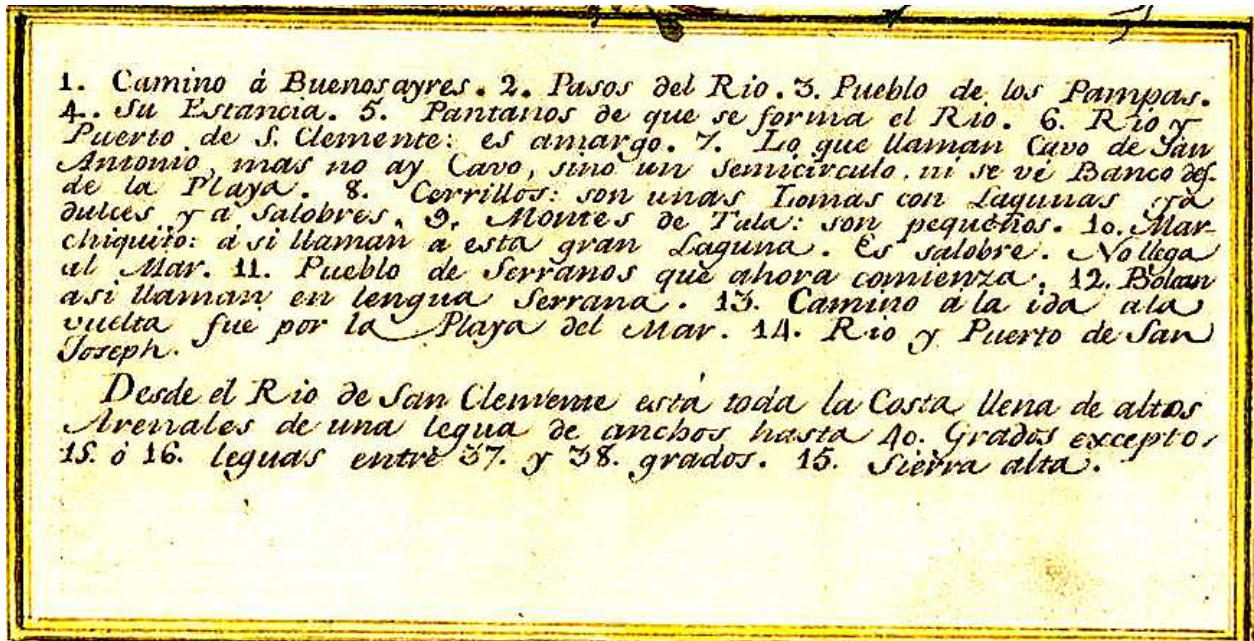 1. Camino á Buenosayres. 2. Pasos del Rio. 3. Pueblo de los Pampas.
4. Su Estancia. 5. Pantanos de que se forma el Rio. 6. Rio y
Puerto de S. Clemente: es amargo. 7. Lo que llaman Cavo de San
Antonio, mas no ay Cavo, sino un semicirculo, ni se vé Banco des-
de la Playa. 8. Cerrillos: son unas Lomas con Lagunas ya
dulces y a salobres. 9. Montes de Tala: son pequeños. 10. Mar-
chiquito: á si llaman a esta gran Laguna. Es salobre. No llega
al Mar. 11. Pueblo de Serranos que ahora comienza. 12. Bolcan
asi llaman en lengua Serrana. 13. Camino a la ida ala
vuelta fue por la Playa del Mar. 14. Rio y Puerto de San
Joseph.
Desde el Rio de San Clemente está toda la Costa llena de altos
Arenales de una legua de anchos hasta 40. Grados excepto
15. ó 16. leguas entre 37. y 38. grados. 15. Sierra alta.